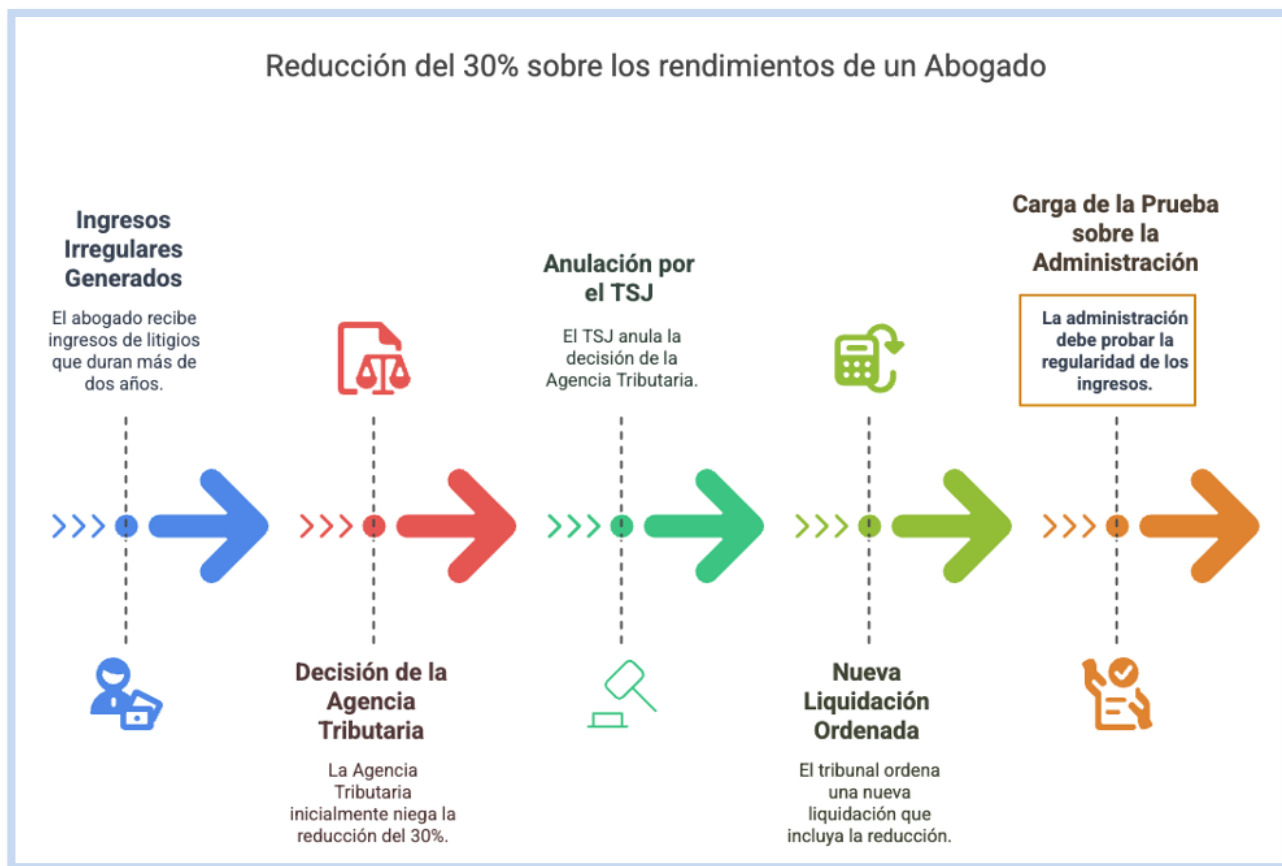 Reducción del 30% sobre los rendimientos de un Abogado
Ingresos
Irregulares
Generados
El abogado recibe
ingresos de litigios
que duran más de
dos años.
Decisión de la
Agencia
Tributaria
La Agencia
Tributaria
inicialmente niega la
reducción del 30%.
Anulación por
el TSJ
El TSJ anula la
decisión de la
Agencia Tributaria.
Nueva
Liquidación
Ordenada
El tribunal ordena
una nueva
liquidación que
incluya la reducción.
Carga de la Prueba
sobre la
Administración
La administración
debe probar la
regularidad de los
ingresos.